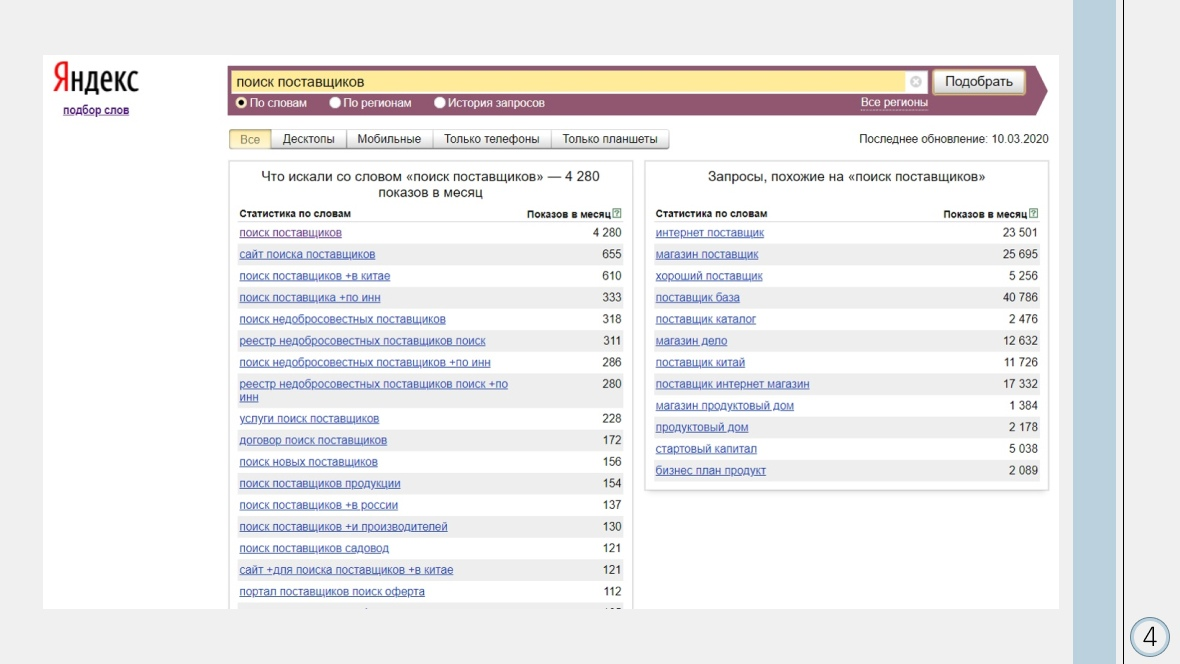 Яндекс
подбор слов
поиск поставщиков
Подобрать
По словам По регионам История запросов Все регионы
Все Десктопы Мобильные Только телефоны Только планшеты Последнее обновление: 10.03.2020
Что искали со словом «поиск поставщиков» — 4 280
показов в месяц
Статистика по словам Показов в месяц ?
поиск поставщиков 4 280
сайт поиска поставщиков 655
поиск поставщиков +в китае 610
поиск поставщика +по инн 333
поиск недобросовестных поставщиков 318
реестр недобросовестных поставщиков поиск 311
поиск недобросовестных поставщиков +по инн 286
реестр недобросовестных поставщиков поиск +по 280
инн
услуги поиск поставщиков 228
договор поиск поставщиков 172
поиск новых поставщиков 156
поиск поставщиков продукции 154
поиск поставщиков +в россии 137
поиск поставщиков +и производителей 130
поиск поставщиков садовод 121
сайт +для поиска поставщиков +в китае 121
портал поставщиков поиск оферта 112
Запросы, похожие на «поиск поставщиков»
Статистика по словам Показов в месяц ?
интернет поставщик 23 501
магазин поставщик 25 695
хороший поставщик 5 256
поставщик база 40 786
поставщик каталог 2 476
магазин дело 12 632
поставщик китай 11 726
поставщик интернет магазин 17 332
магазин продуктовый дом 1 384
продуктовый дом 2 178
стартовый капитал 5 038
бизнес план продукт 2 089
4